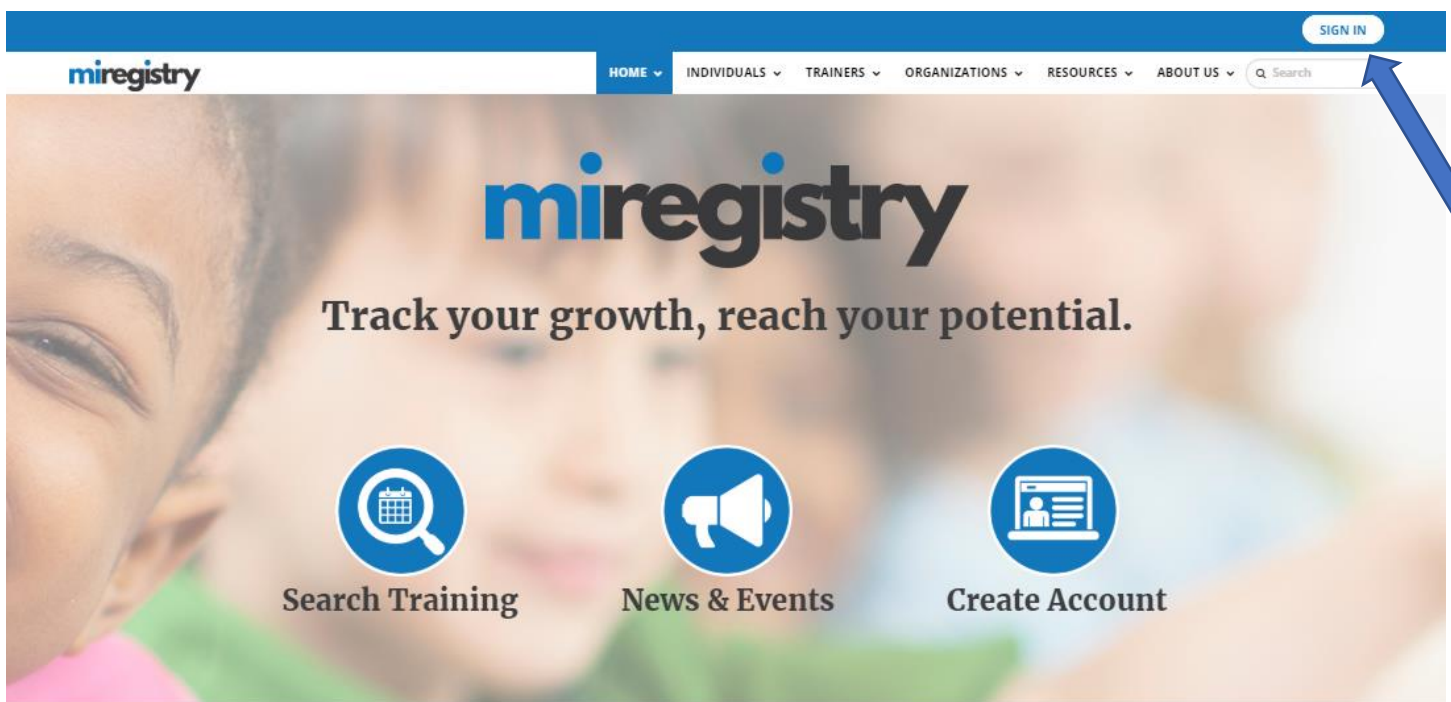 SIGN IN
miregistry
HOME INDIVIDUALS TRAINERS ORGANIZATIONS RESOURCES ABOUT US Search
miregistry
Track your growth, reach your potential.
Search Training News & Events Create Account